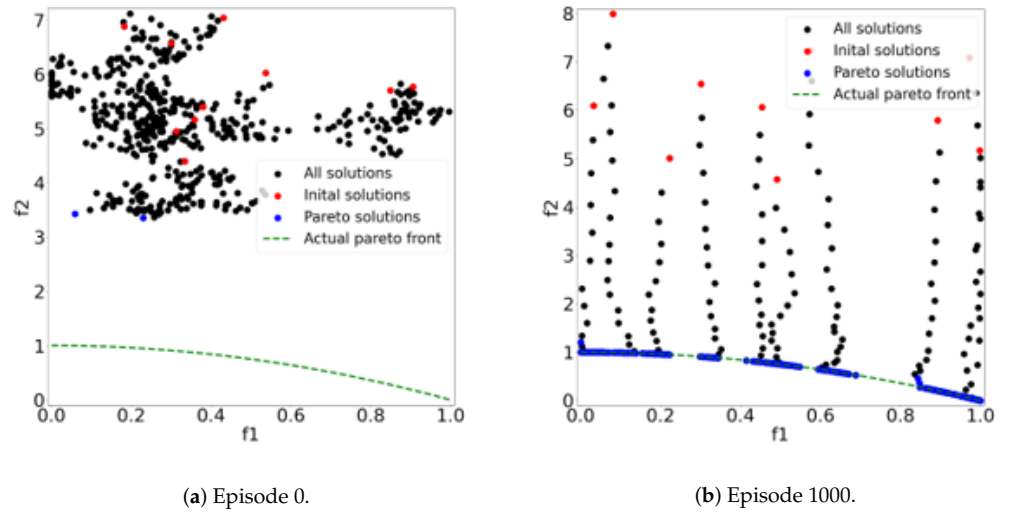 7
6
5
4
3
2
1
0
f2
0.0 0.2 0.4 0.6 0.8 1.0
f1
All solutions
Inital solutions
Pareto solutions
Actual pareto front
(a) Episode 0.
8
7
6
5
4
3
2
1
0
f2
0.0 0.2 0.4 0.6 0.8 1.0
f1
All solutions
Inital solutions
Pareto solutions
Actual pareto front
(b) Episode 1000.